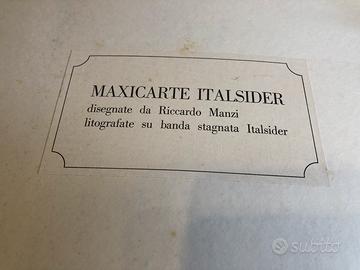 MAXICARTE ITALSIDER
disegnate da Riccardo Manzi
litografate su banda stagnata Italsider
subito